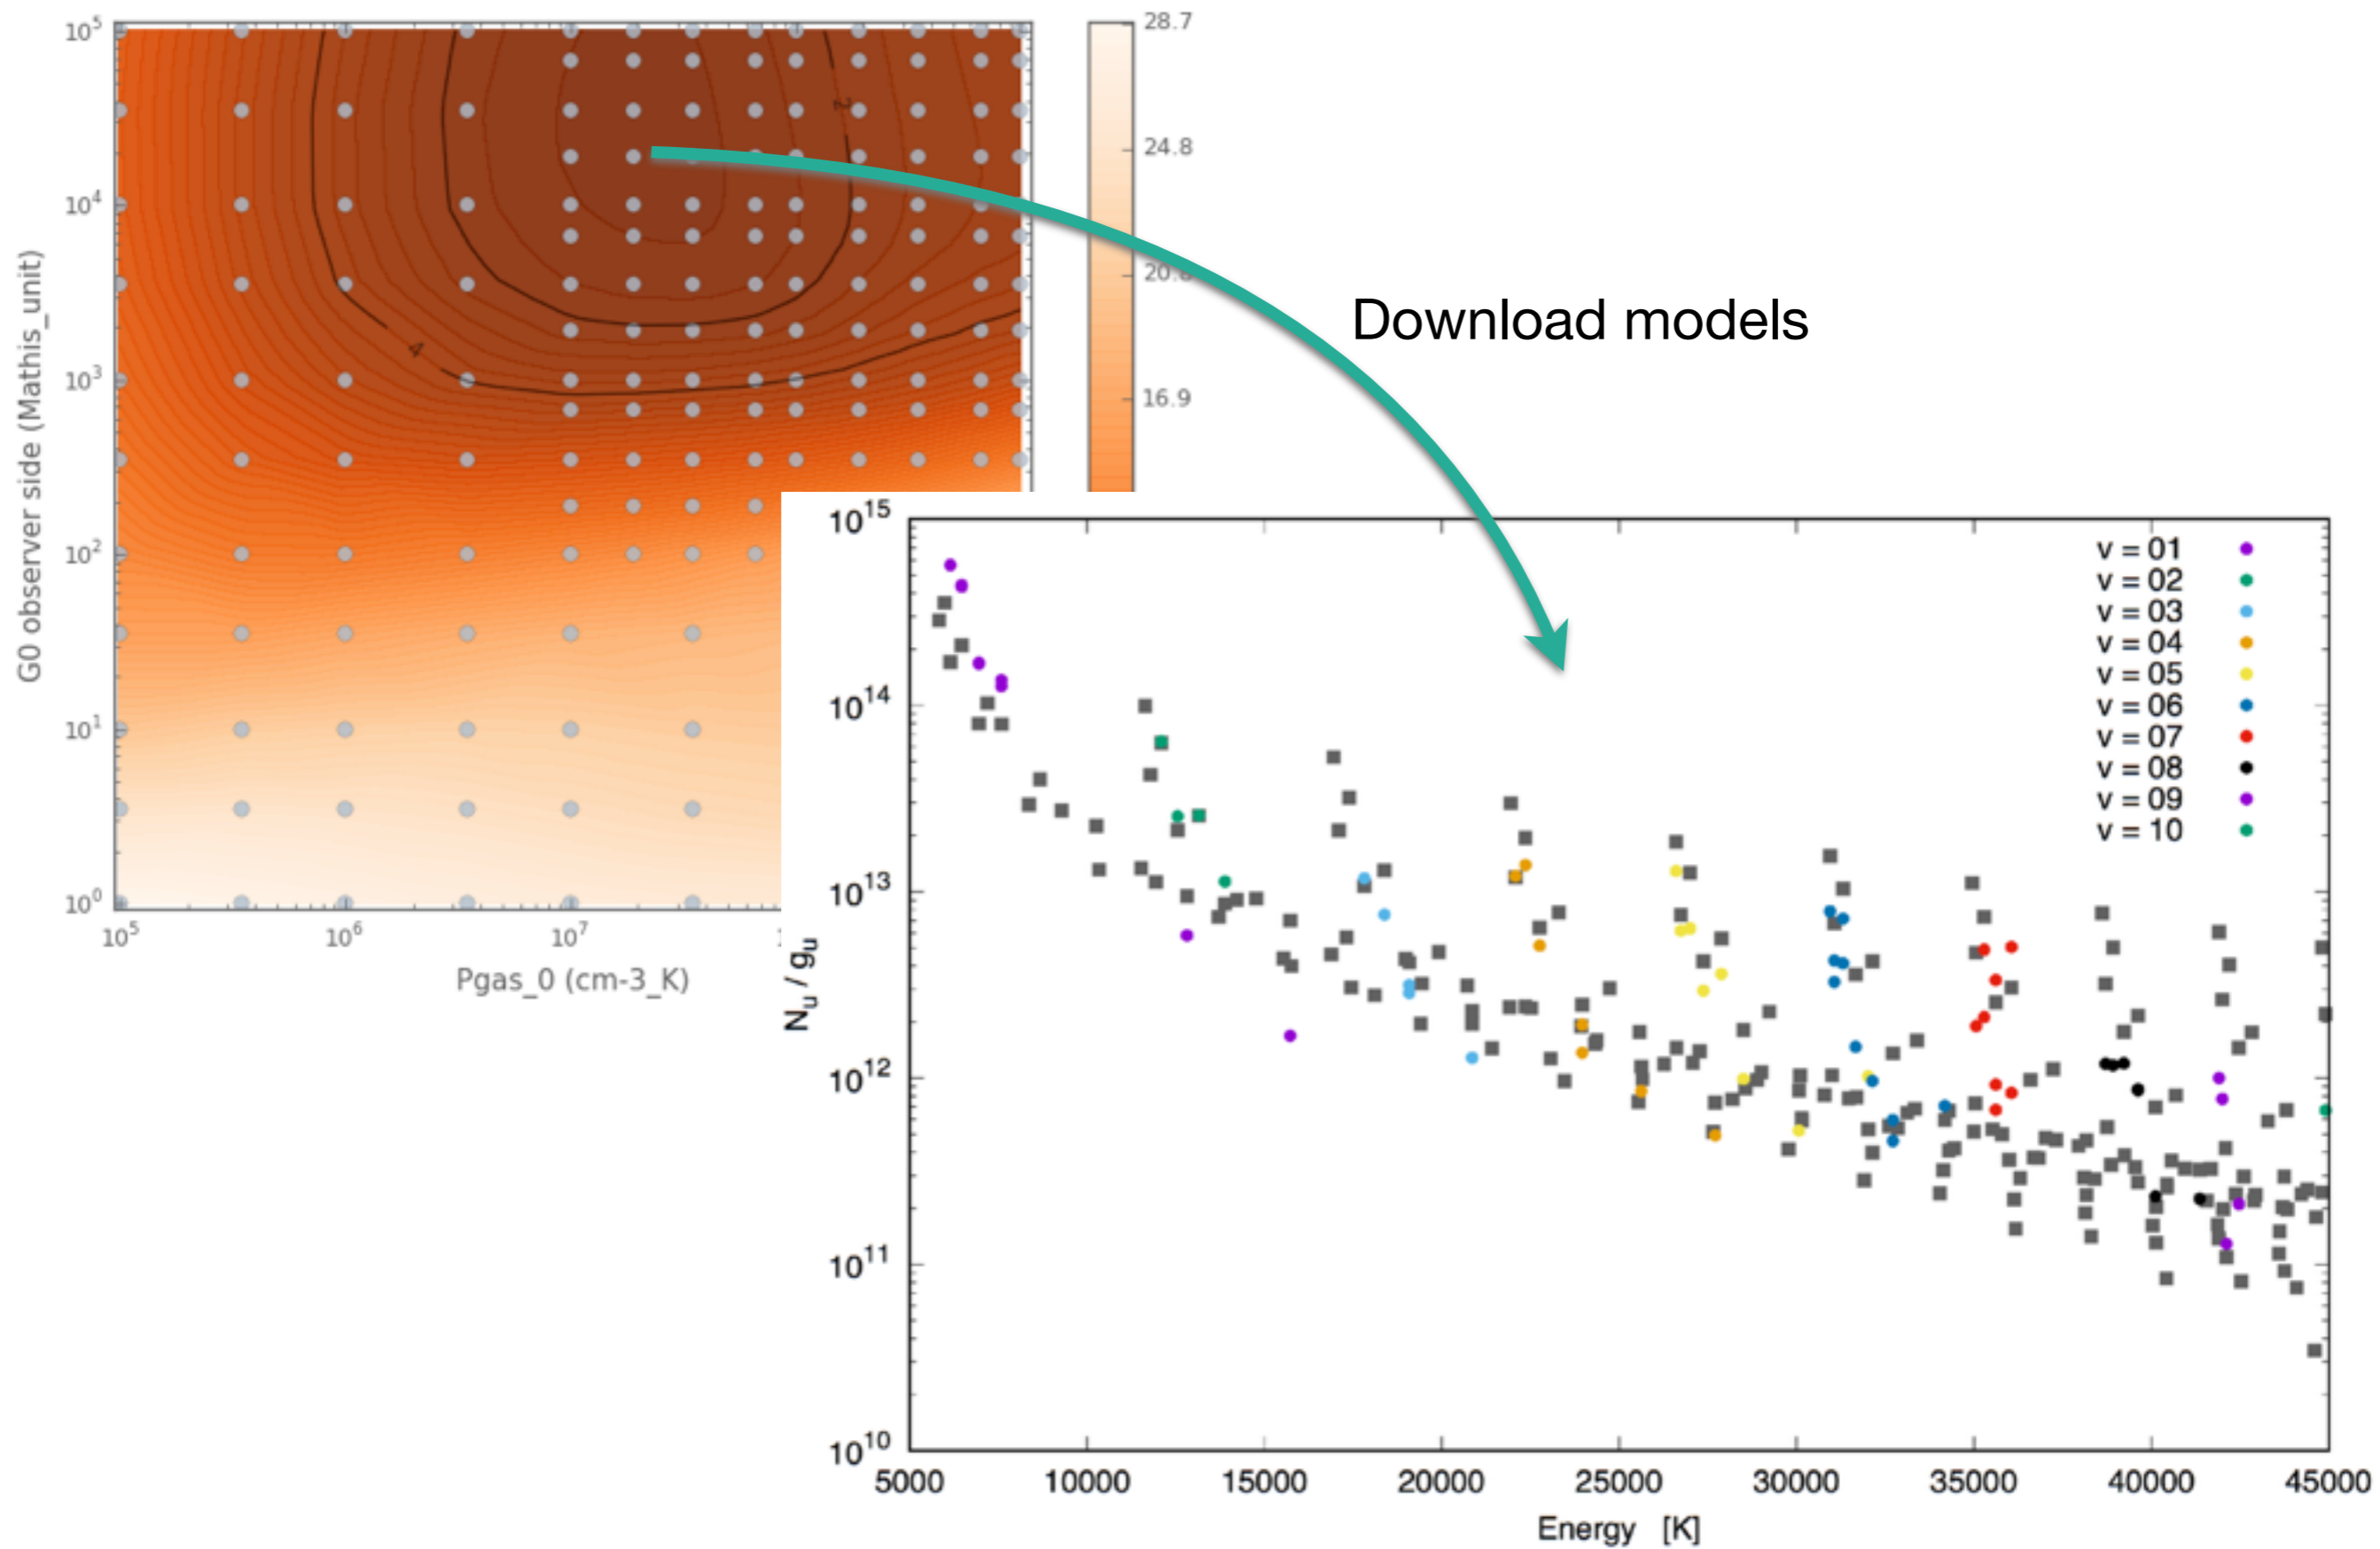 10^5
10^4
10^3
10^2
10^1
10^0
G0 observer side (Mathis_unit)
10^5
10^6
10^7
Pgas_0 (cm-3_K)
2
4
28.7
24.8
16.9
Download models
10^15
10^14
10^13
10^12
10^11
10^10
N_u / g_u
v = 01
v = 02
v = 03
v = 04
v = 05
v = 06
v = 07
v = 08
v = 09
v = 10
5000 10000 15000 20000 25000 30000 35000 40000 45000
Energy [K]